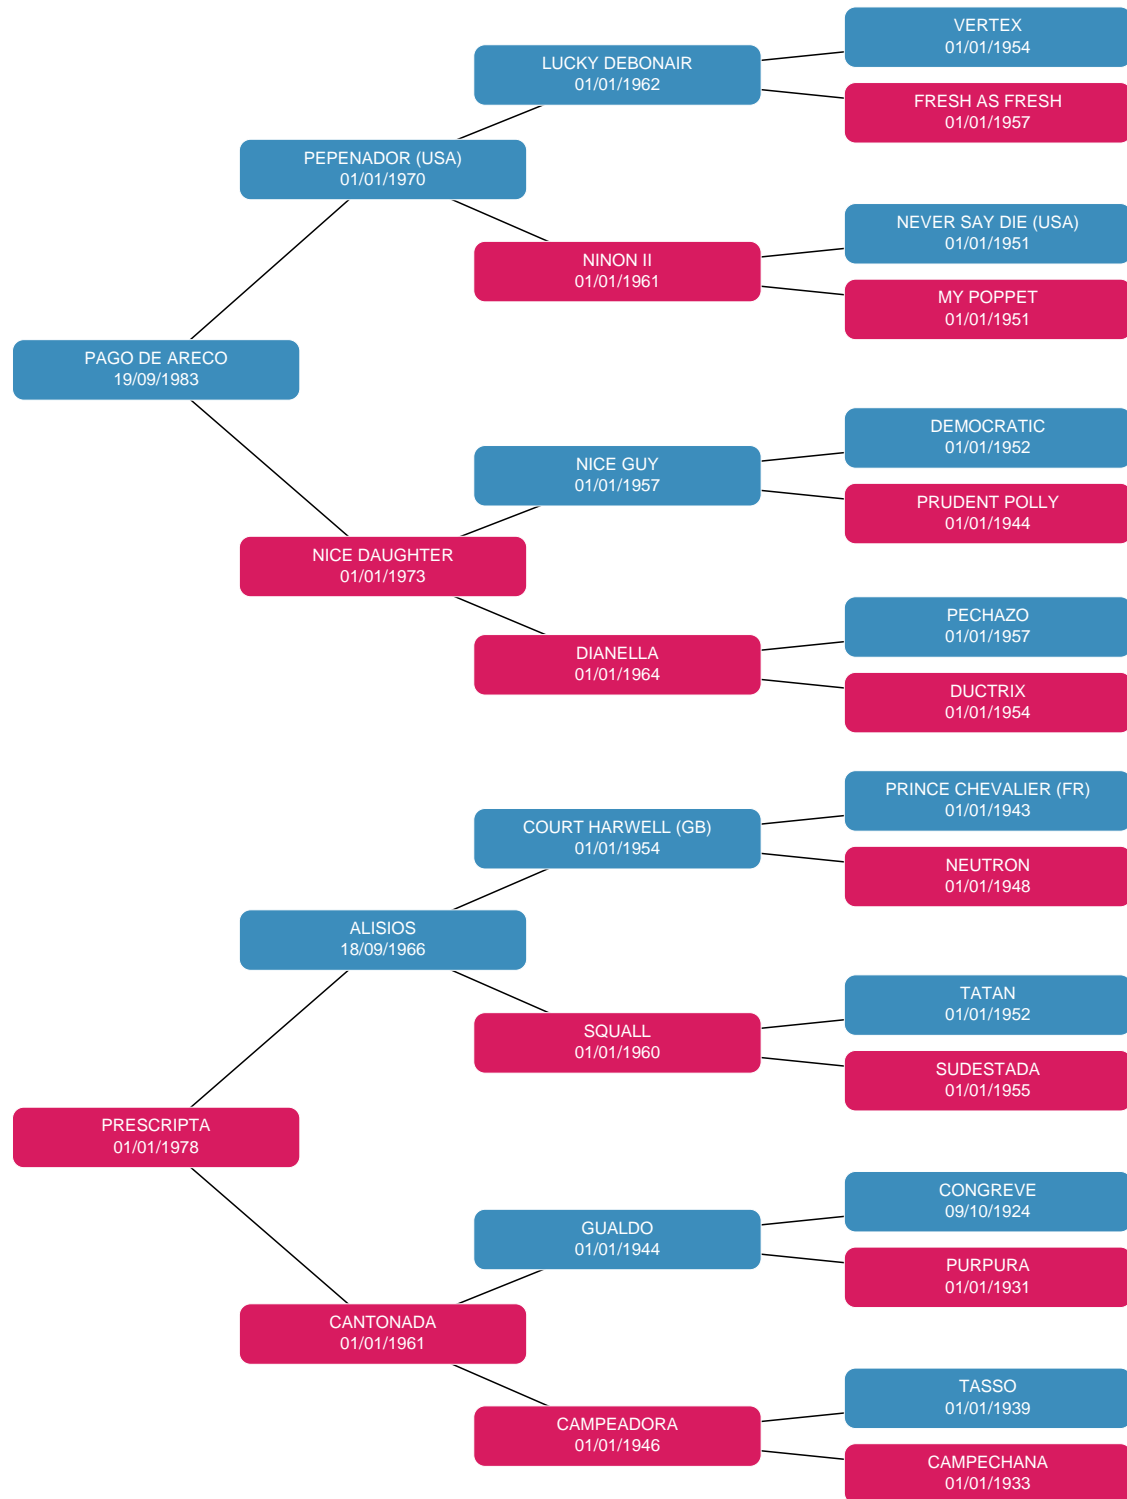 VERTEX
01/01/1954
LUCKY DEBONAIR
01/01/1962
FRESH AS FRESH
01/01/1957
PEPENADOR (USA)
01/01/1970
NEVER SAY DIE (USA)
01/01/1951
NINON II
01/01/1961
MY POPPET
01/01/1951
PAGO DE ARECO
19/09/1983
DEMOCRATIC
01/01/1952
NICE GUY
01/01/1957
PRUDENT POLLY
01/01/1944
NICE DAUGHTER
01/01/1973
PECHAZO
01/01/1957
DIANELLA
01/01/1964
DUCTRIX
01/01/1954
PRINCE CHEVALIER (FR)
01/01/1943
COURT HARWELL (GB)
01/01/1954
NEUTRON
01/01/1948
ALISIOS
18/09/1966
TATAN
01/01/1952
SQUALL
01/01/1960
SUDESTADA
01/01/1955
PRESCRIPTA
01/01/1978
CONGREVE
09/10/1924
GUALDO
01/01/1944
PURPURA
01/01/1931
CANTONADA
01/01/1961
TASSO
01/01/1939
CAMPEADORA
01/01/1946
CAMPECHANA
01/01/1933